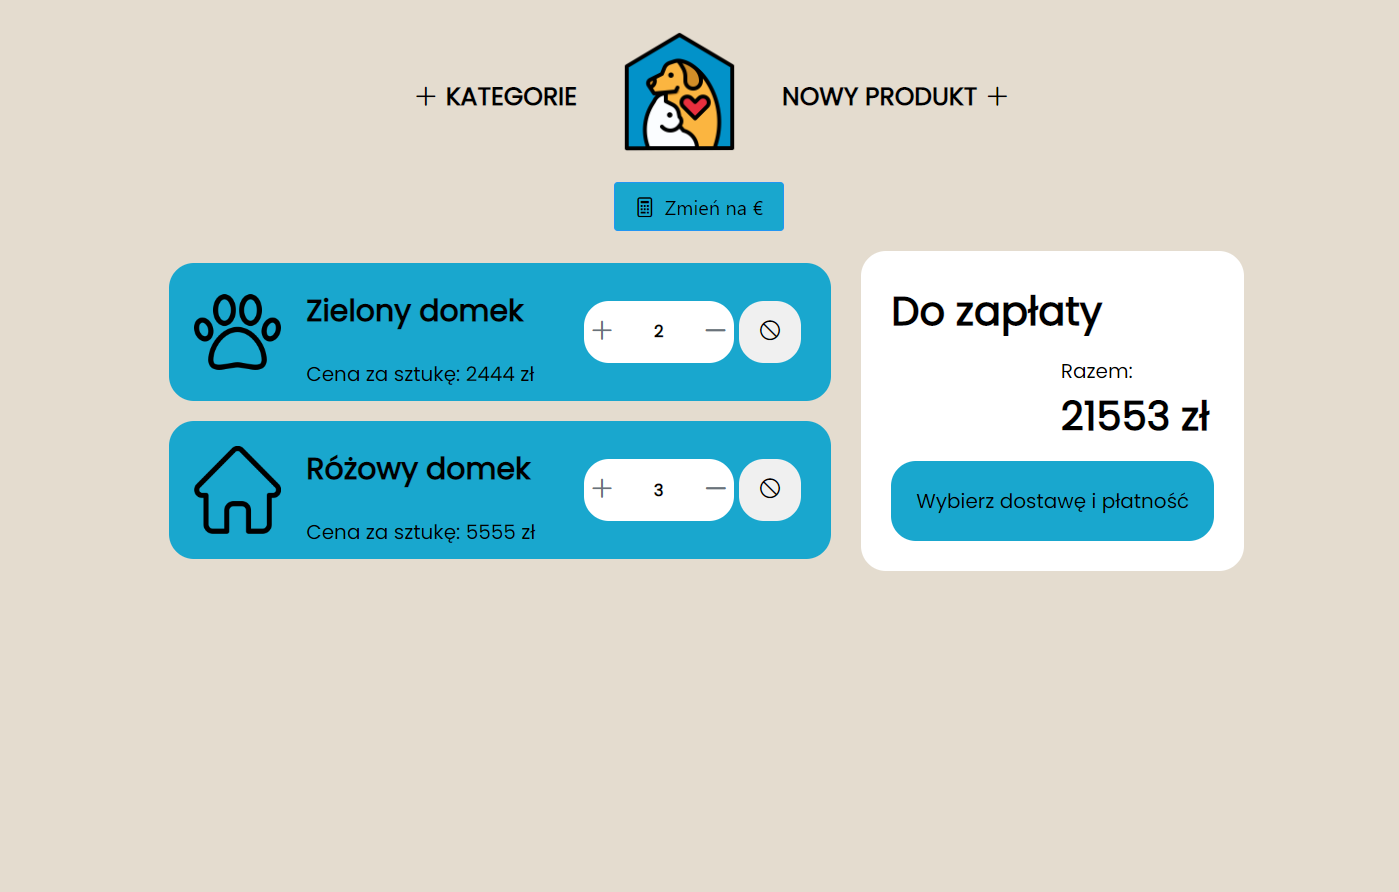 KATEGORIE
NOWY PRODUKT
Zmień na €
Zielony domek
2
Cena za sztukę: 2444 zł
Różowy domek
3
Cena za sztukę: 5555 zł
Do zapłaty
Razem:
21553 zł
Wybierz dostawę i płatność